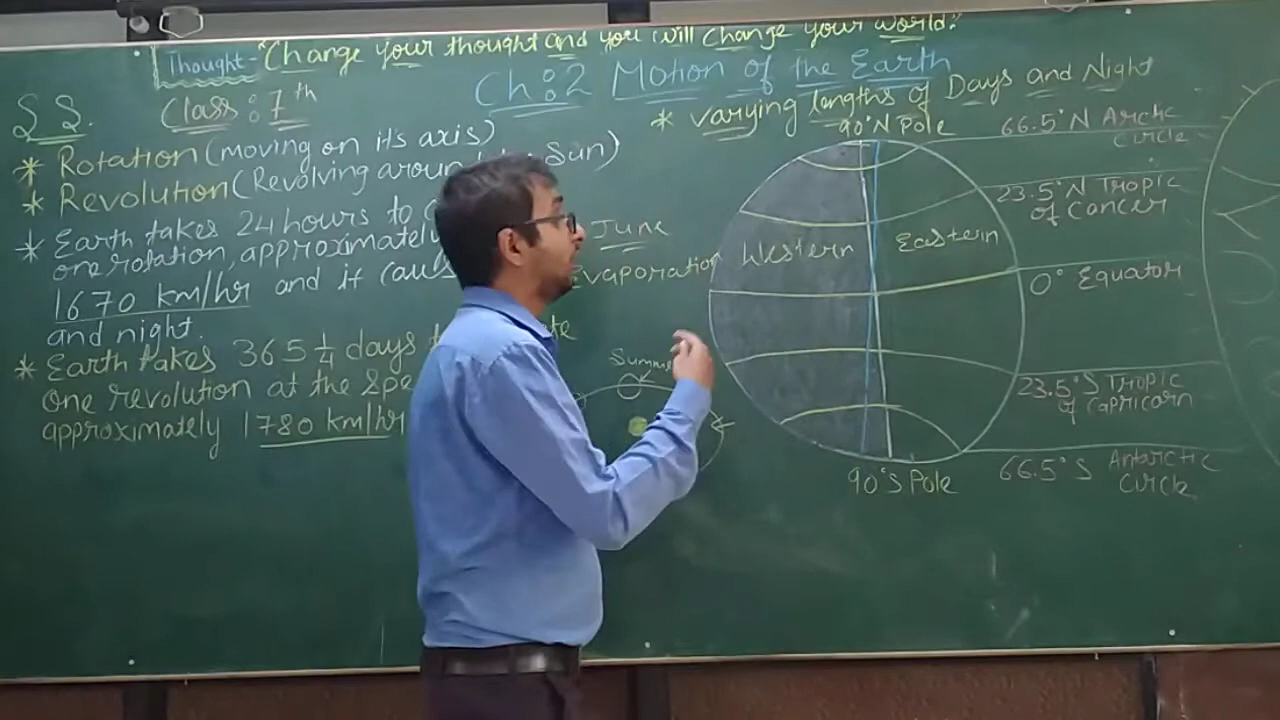 Thought- "Change your thought and you will change your world."
Ch:2 Motion of the Earth
S.S.
Class: 7th
* Rotation (moving on its axis)
* Revolution (Revolving around Sun)
* Earth takes 24 hours to
one rotation, approximately
1670 km/hr and it
and night.
* Earth takes 365 1/4 days
one revolution at the
approximately 1780 km/hr
June
Evaporation
* varying lengths of Days and Night
90°N Pole
66.5°N Arctic
Circle
23.5°N Tropic
of Cancer
Western
Eastern
0° Equator
23.5°S Tropic
of Capricorn
90°S Pole
66.5°S Antarctic
Circle